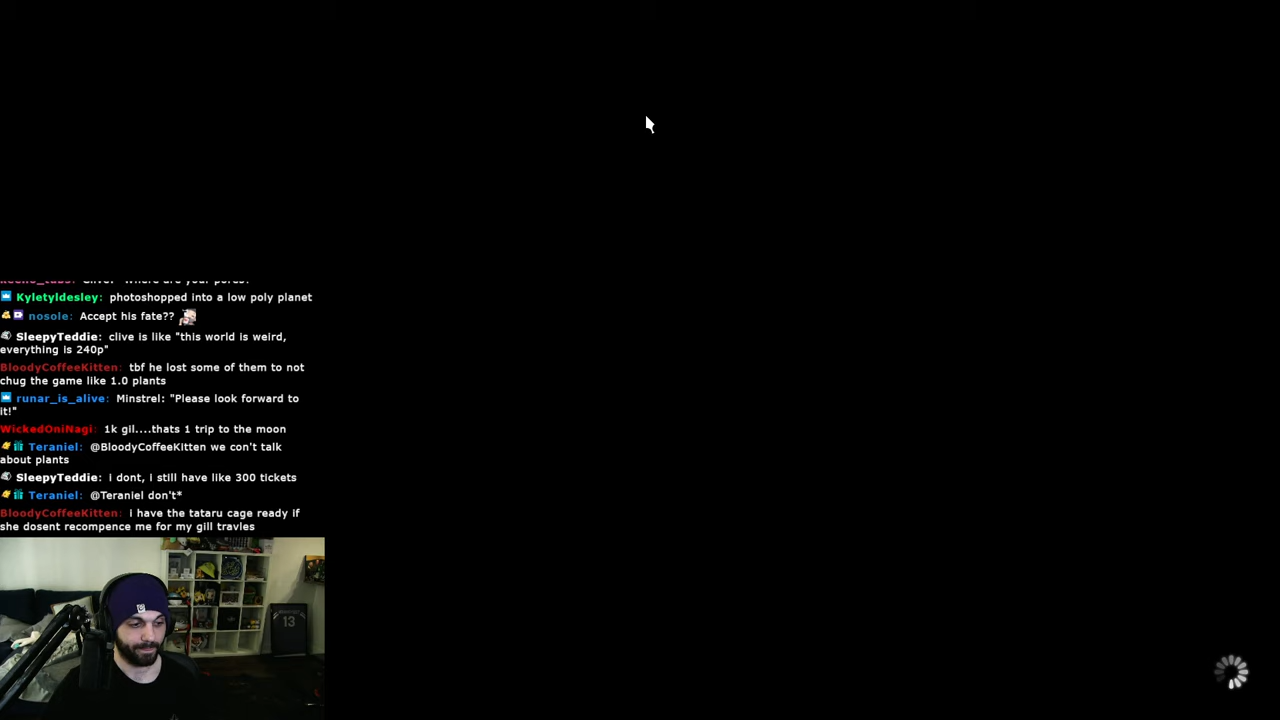 Kyletyldesley: photoshopped into a low poly planet
nosole: Accept his fate??
SleepyTeddie: clive is like "this world is weird,
everything is 240p"
BloodyCoffeeKitten: tbf he lost some of them to not
chug the game like 1.0 plants
runar_is_alive: Minstrel: "Please look forward to
it!"
WickedOniNagi: 1k gil....thats 1 trip to the moon
Teraniel: @BloodyCoffeeKitten we con't talk
about plants
SleepyTeddie: i dont, i still have like 300 tickets
Teraniel: @Teraniel don't*
BloodyCoffeeKitten: i have the tataru cage ready if
she dosent recompence me for my gill travles
13